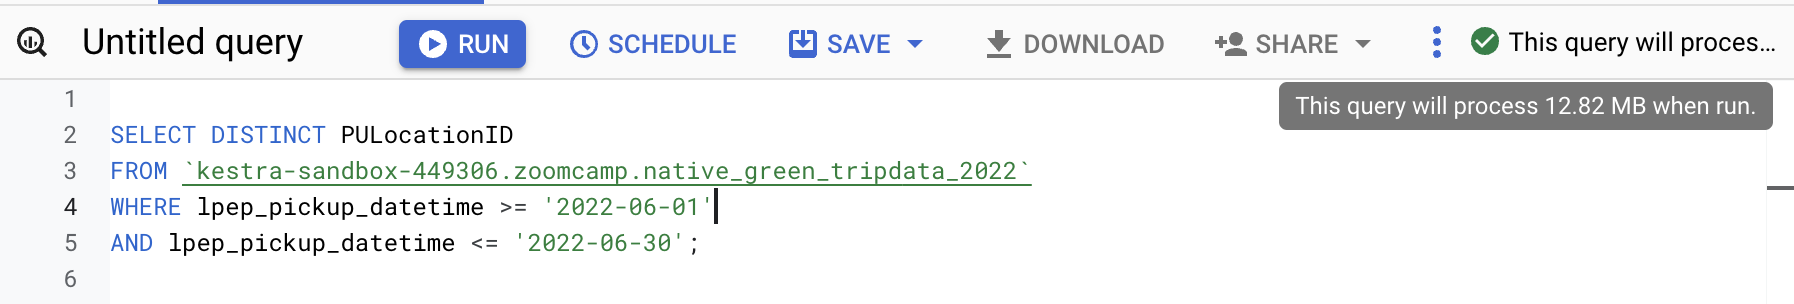 Untitled query RUN SCHEDULE SAVE DOWNLOAD SHARE This query will proces...
This query will process 12.82 MB when run.
1
2 SELECT DISTINCT PULocationID
3 FROM `kestra-sandbox-449306.zoomcamp.native_green_tripdata_2022`
4 WHERE lpep_pickup_datetime >= '2022-06-01'
5 AND lpep_pickup_datetime <= '2022-06-30';
6